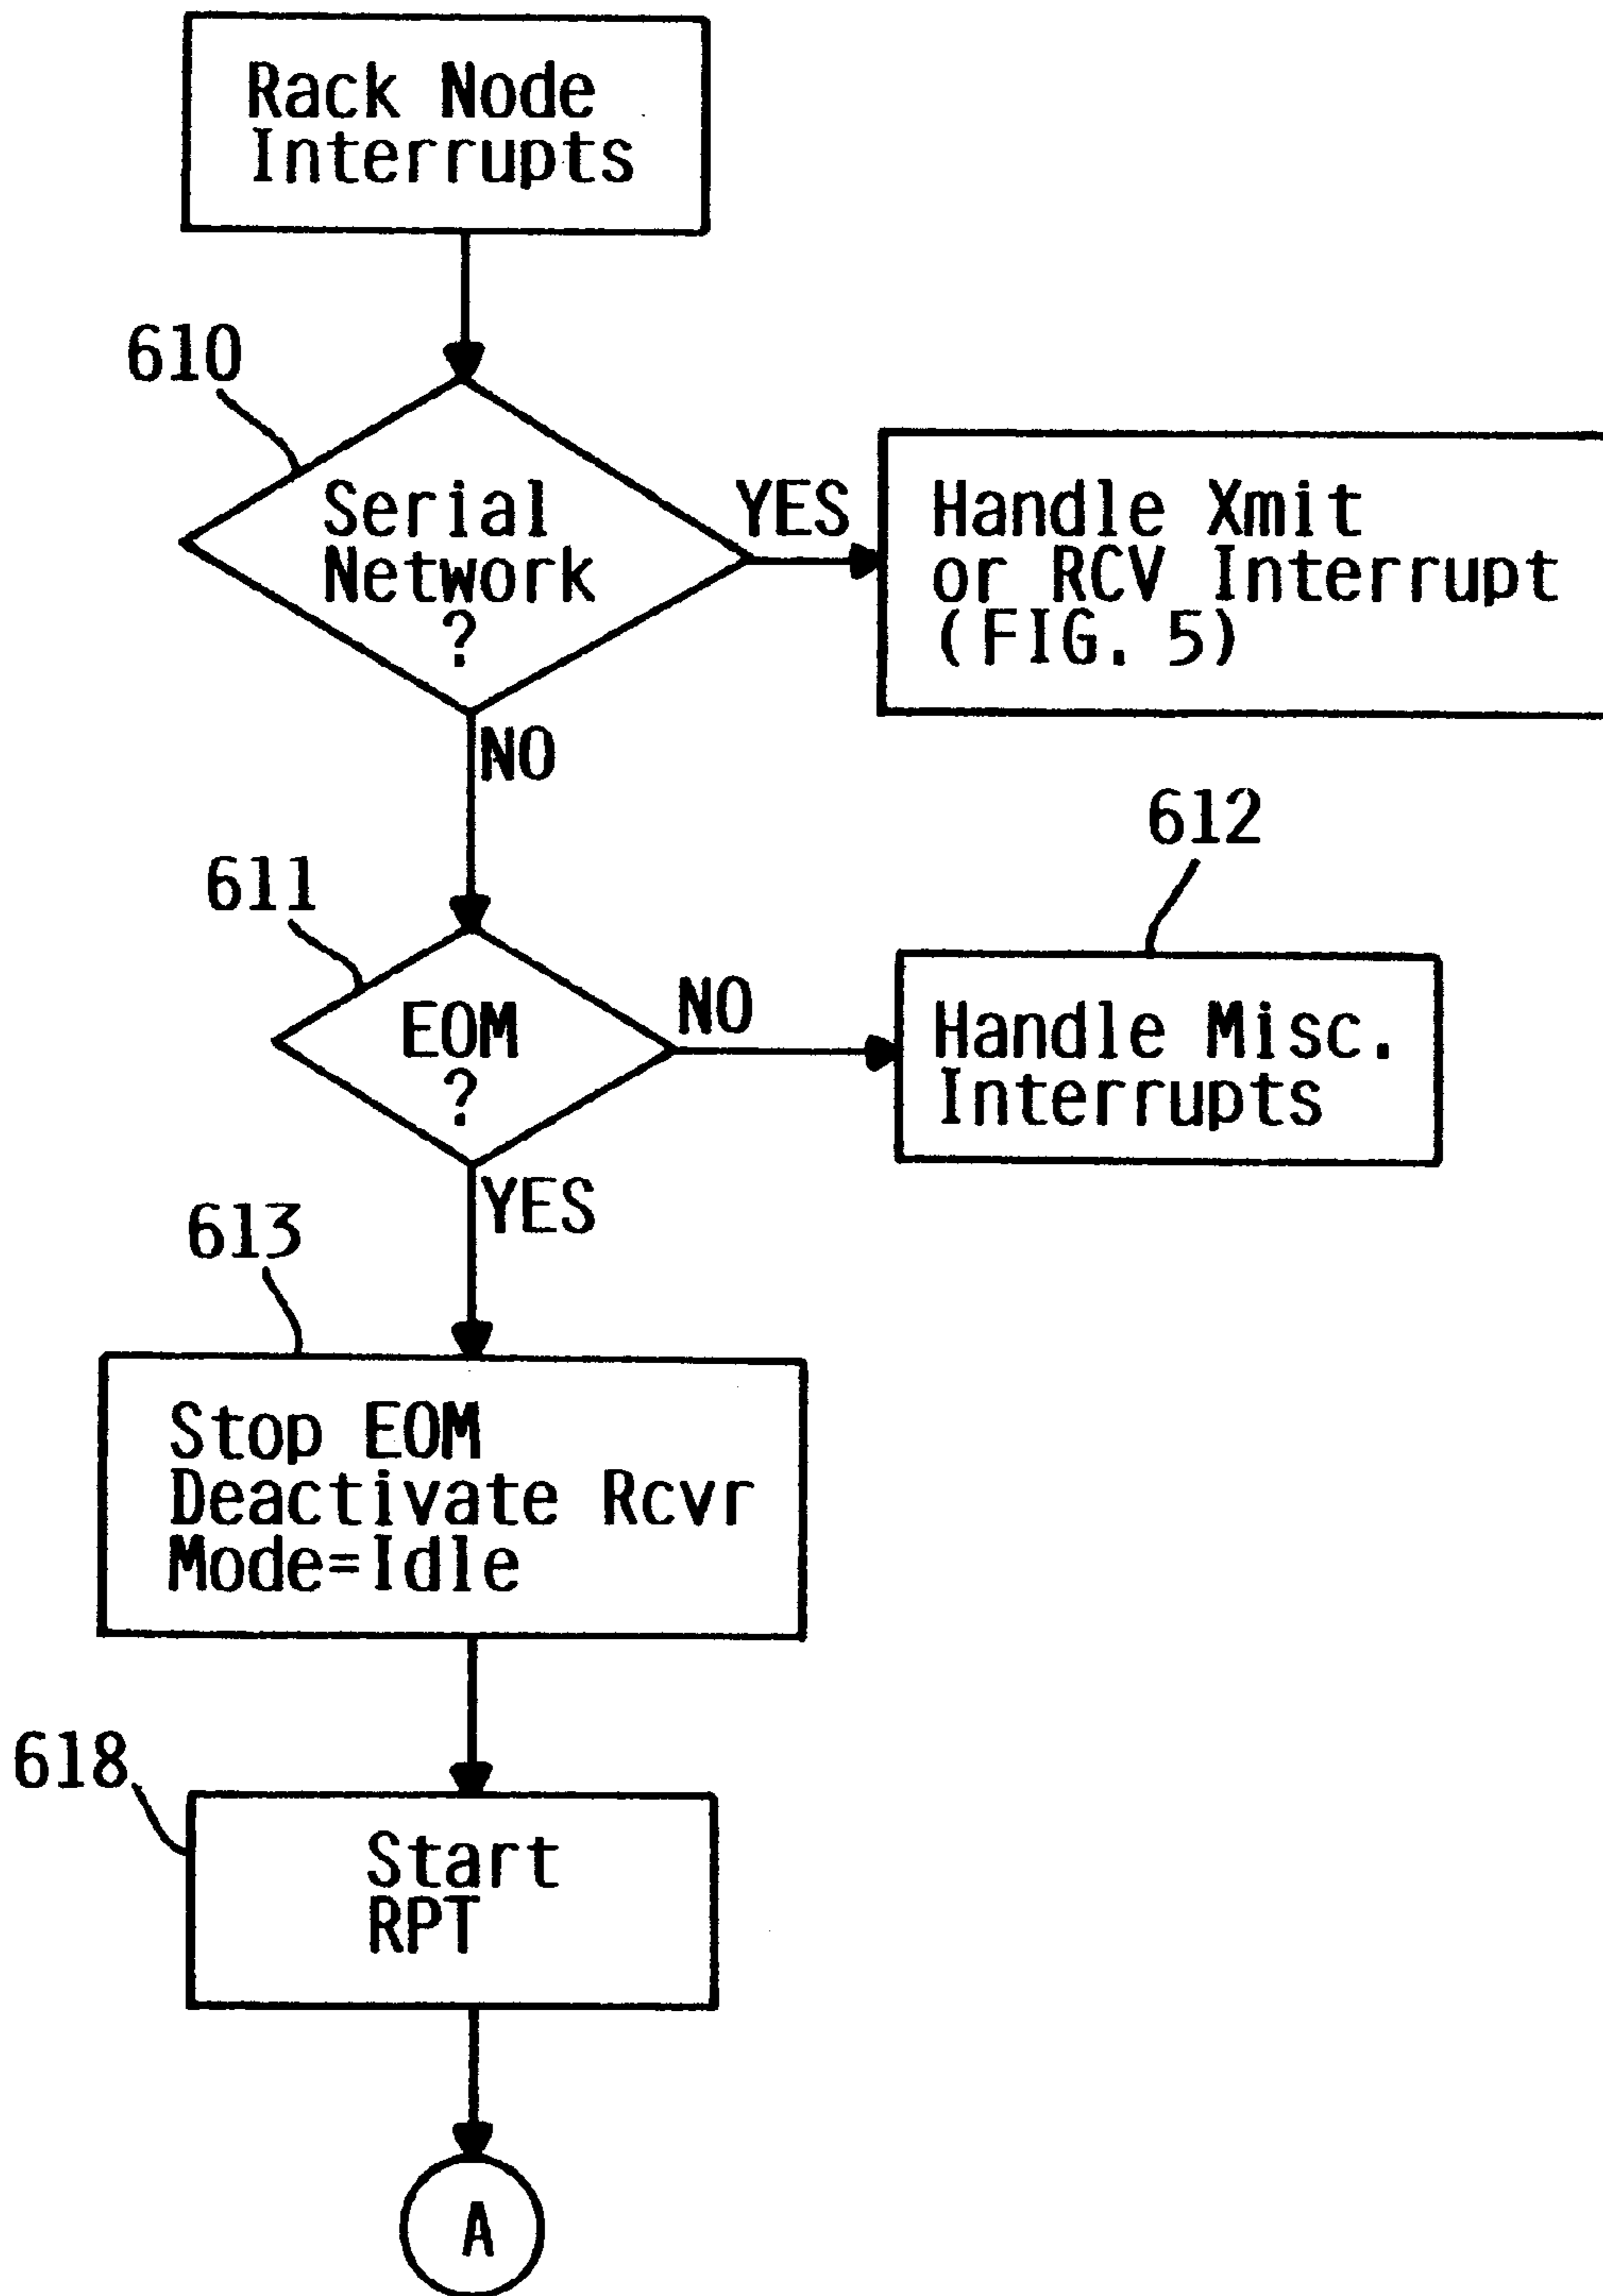 Rack Node
Interrupts
610
Serial
Network
?
YES
Handle Xmit
or RCV Interrupt
(FIG. 5)
NO
611
EOM
?
NO
612
Handle Misc.
Interrupts
YES
613
Stop EOM
Deactivate Rcvr
Mode=Idle
618
Start
RPT
A